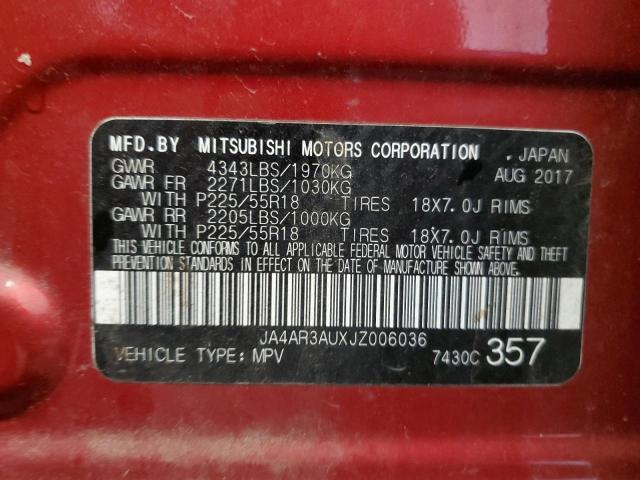 MFD.BY MITSUBISHI MOTORS CORPORATION , JAPAN
GVWR 4343LBS/1970KG AUG 2017
GAWR FR 2271LBS/1030KG
WITH P225/55R18 TIRES 18X7.0J RIMS
GAWR RR 2205LBS/1000KG
WITH P225/55R18 TIRES 18X7.0J RIMS
THIS VEHICLE CONFORMS TO ALL APPLICABLE FEDERAL MOTOR VEHICLE SAFETY AND THEFT
PREVENTION STANDARDS IN EFFECT ON THE DATE OF MANUFACTURE SHOWN ABOVE.
JA4AR3AUXJZ006036
VEHICLE TYPE: MPV 7430C 357